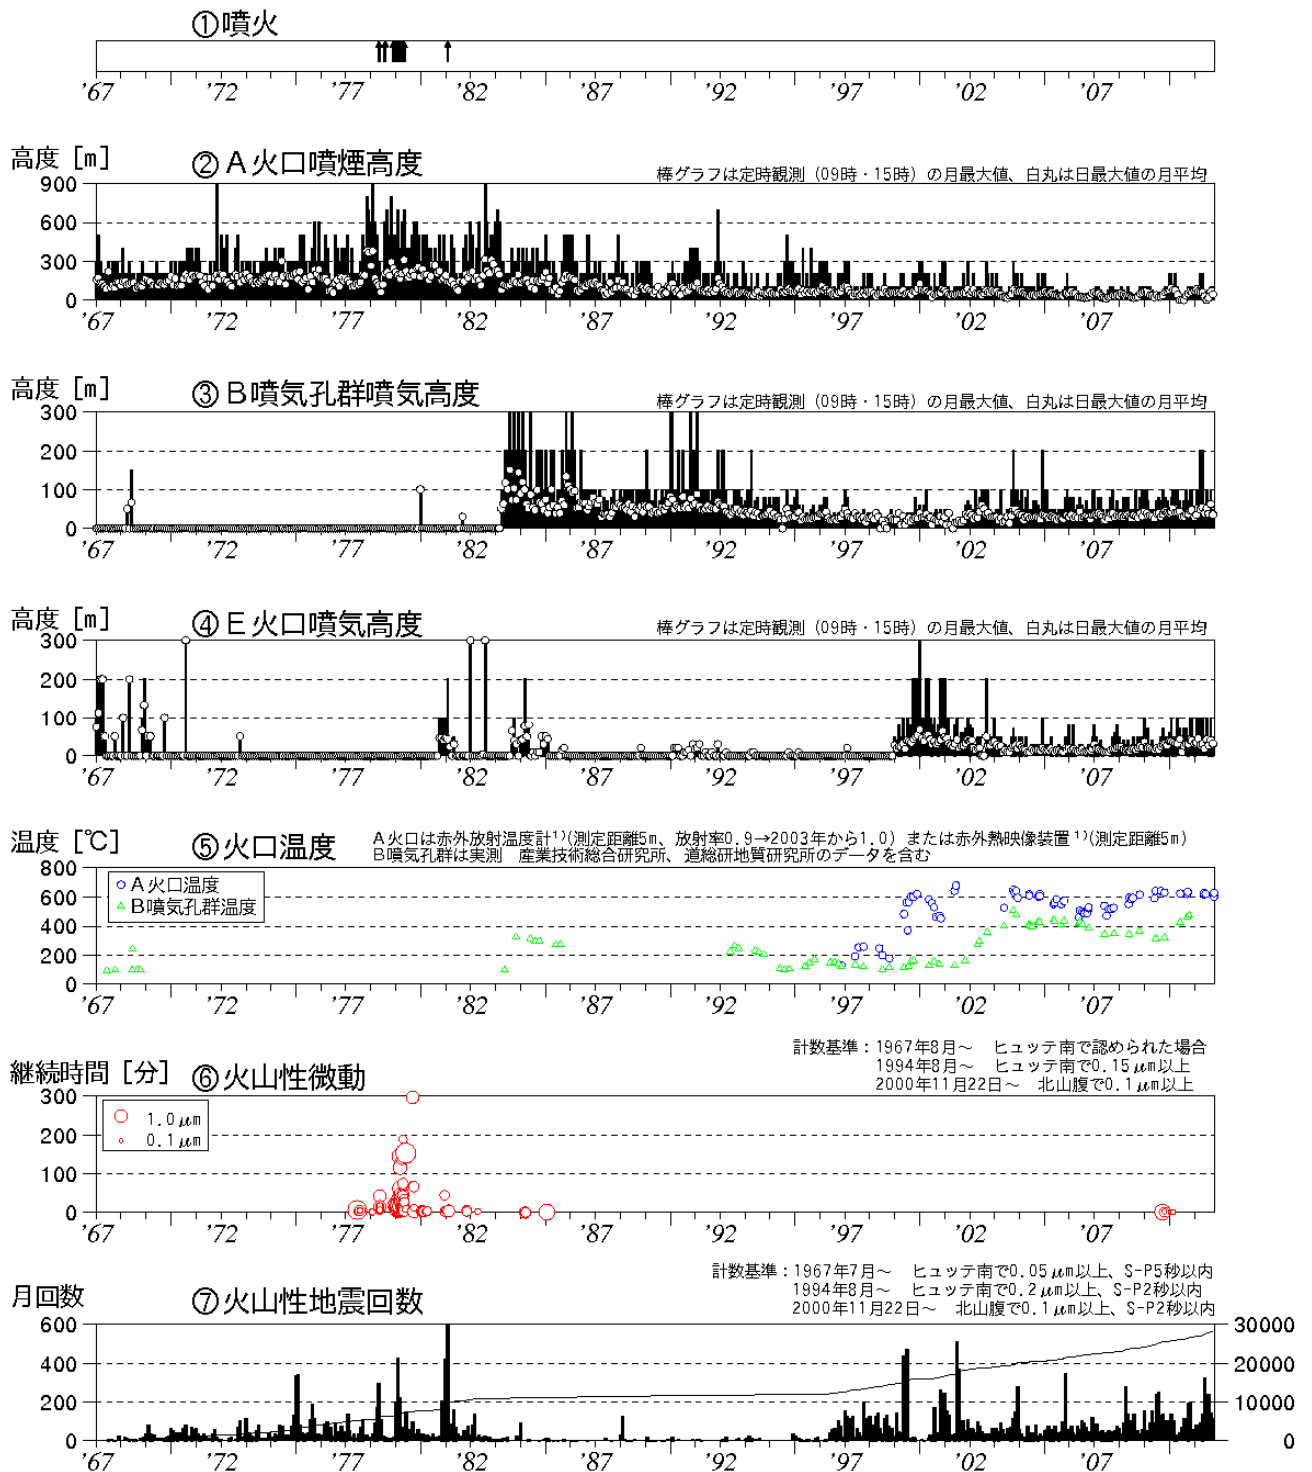 ①噴火
'67 '72 '77 '82 '87 '92 '97 '02 '07
高度 [m] ②A火口噴煙高度
棒グラフは定時観測（09時・15時）の月最大値、白丸は日最大値の月平均
900
600
300
0
'67 '72 '77 '82 '87 '92 '97 '02 '07
高度 [m] ③B噴気孔群噴気高度
棒グラフは定時観測（09時・15時）の月最大値、白丸は日最大値の月平均
300
200
100
0
'67 '72 '77 '82 '87 '92 '97 '02 '07
高度 [m] ④E火口噴気高度
棒グラフは定時観測（09時・15時）の月最大値、白丸は日最大値の月平均
300
200
100
0
'67 '72 '77 '82 '87 '92 '97 '02 '07
温度 [℃] ⑤火口温度
A火口は赤外放射温度計¹⁾(測定距離5m、放射率0.9→2003年から1.0) または赤外熱映像装置¹⁾(測定距離5m)
B噴気孔群は実測 産業技術総合研究所、道総研地質研究所のデータを含む
800
600
400
200
0
A火口温度
B噴気孔群温度
'67 '72 '77 '82 '87 '92 '97 '02 '07
継続時間 [分] ⑥火山性微動
計数基準：1967年8月～ ヒュッテ南で認められた場合
1994年8月～ ヒュッテ南で0.15μm以上
2000年11月22日～ 北山腹で0.1μm以上
300
200
100
0
1.0μm
0.1μm
'67 '72 '77 '82 '87 '92 '97 '02 '07
月回数 ⑦火山性地震回数
計数基準：1967年7月～ ヒュッテ南で0.05μm以上、S-P5秒以内
1994年8月～ ヒュッテ南で0.2μm以上、S-P2秒以内
2000年11月22日～ 北山腹で0.1μm以上、S-P2秒以内
600 30000
400 20000
200 10000
0 0
'67 '72 '77 '82 '87 '92 '97 '02 '07